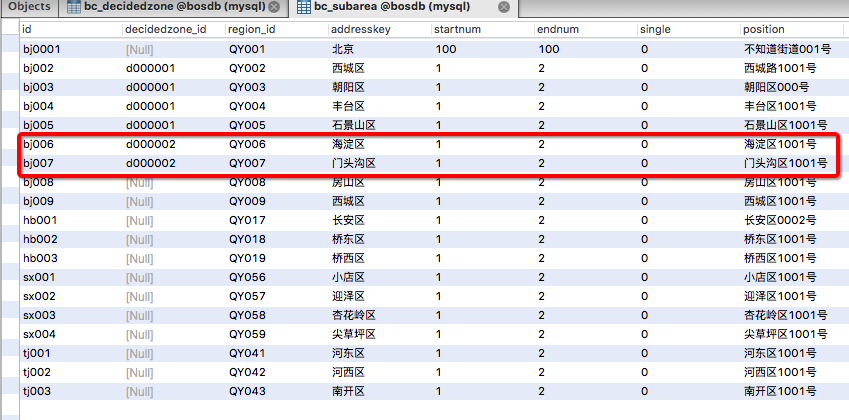 Objects bc_decidedzone @bosdb (mysql) bc_subarea @bosdb (mysql)
id decidedzone_id region_id addresskey startnum endnum single position
bj0001 [Null] QY001 北京 100 100 0 不知道街道001号
bj002 d000001 QY002 西城区 1 2 0 西城路1001号
bj003 d000001 QY003 朝阳区 1 2 0 朝阳区000号
bj004 d000001 QY004 丰台区 1 2 0 丰台区1001号
bj005 d000001 QY005 石景山区 1 2 0 石景山区1001号
bj006 d000002 QY006 海淀区 1 2 0 海淀区1001号
bj007 d000002 QY007 门头沟区 1 2 0 门头沟区1001号
bj008 [Null] QY008 房山区 1 2 0 房山区1001号
bj009 [Null] QY009 西城区 1 2 0 西城区1001号
hb001 [Null] QY017 长安区 1 2 0 长安区0002号
hb002 [Null] QY018 桥东区 1 2 0 桥东区1001号
hb003 [Null] QY019 桥西区 1 2 0 桥西区1001号
sx001 [Null] QY056 小店区 1 2 0 小店区1001号
sx002 [Null] QY057 迎泽区 1 2 0 迎泽区1001号
sx003 [Null] QY058 杏花岭区 1 2 0 杏花岭区1001号
sx004 [Null] QY059 尖草坪区 1 2 0 尖草坪区1001号
tj001 [Null] QY041 河东区 1 2 0 河东区1001号
tj002 [Null] QY042 河西区 1 2 0 河西区1001号
tj003 [Null] QY043 南开区 1 2 0 南开区1001号